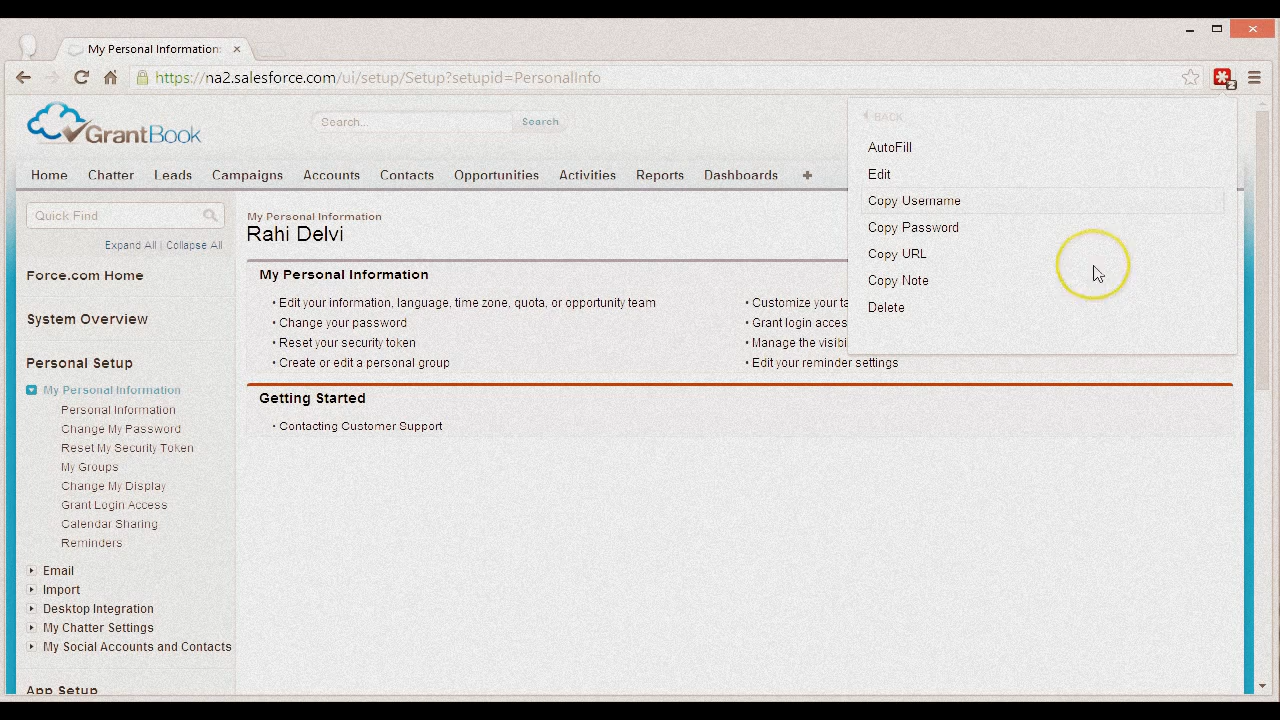 My Personal Information:
https://na2.salesforce.com/ui/setup/Setup?setupid=PersonalInfo
2
GrantBook
Search...
Search
BACK
AutoFill
Edit
Copy Username
Copy Password
Copy URL
Copy Note
Delete
Home
Chatter
Leads
Campaigns
Accounts
Contacts
Opportunities
Activities
Reports
Dashboards
Quick Find
Expand All | Collapse All
Force.com Home
System Overview
Personal Setup
My Personal Information
Personal Information
Change My Password
Reset My Security Token
My Groups
Change My Display
Grant Login Access
Calendar Sharing
Reminders
Email
Import
Desktop Integration
My Chatter Settings
My Social Accounts and Contacts
App Setup
My Personal Information
Rahi Delvi
My Personal Information
• Edit your information, language, time zone, quota, or opportunity team
• Change your password
• Reset your security token
• Create or edit a personal group
• Customize your ta
• Grant login acces
• Manage the visibi
• Edit your reminder settings
Getting Started
• Contacting Customer Support